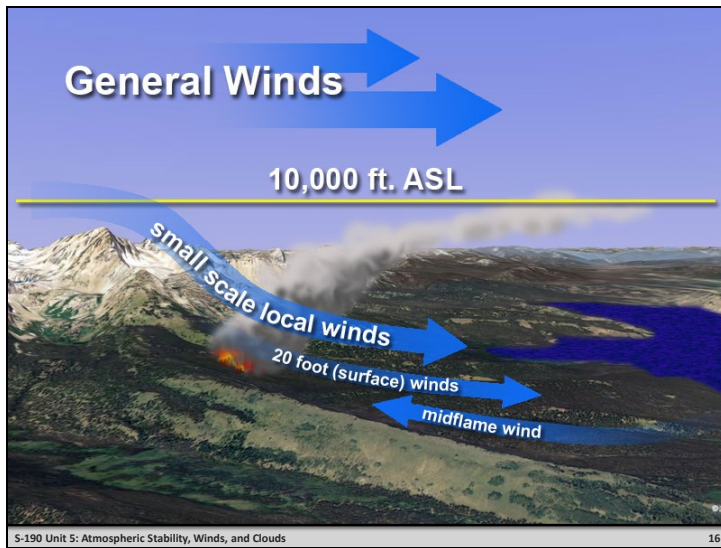 General Winds
10,000 ft. ASL
small scale local winds
20 foot (surface) winds
midflame wind
S-190 Unit 5: Atmospheric Stability, Winds, and Clouds
16